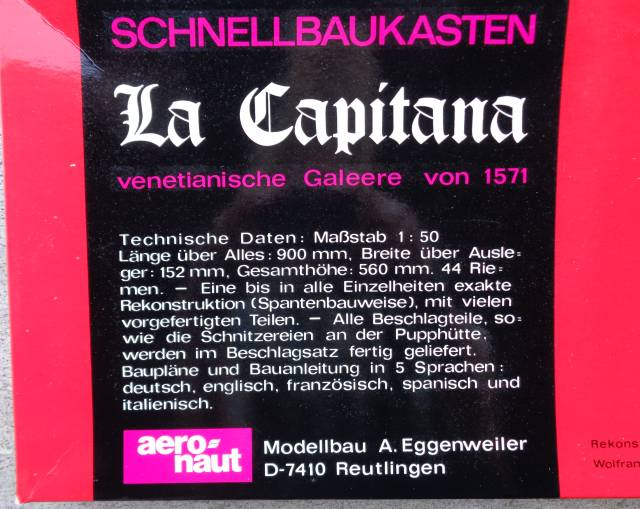 SCHNELLBAUKASTEN
La Capitana
venetianische Galeere von 1571
Technische Daten: Maßstab 1:50
Länge über Alles: 900 mm, Breite über Ausle-
ger: 152 mm, Gesamthöhe: 560 mm. 44 Rie-
men. – Eine bis in alle Einzelheiten exakte
Rekonstruktion (Spantenbauweise), mit vielen
vorgefertigten Teilen. – Alle Beschlagteile, so-
wie die Schnitzereien an der Pupphütte,
werden im Beschlagsatz fertig geliefert.
Baupläne und Bauanleitung in 5 Sprachen:
deutsch, englisch, französisch, spanisch und
italienisch.
aero-
naut
Modellbau A. Eggenweiler
D-7410 Reutlingen
Rekons
Wolfran